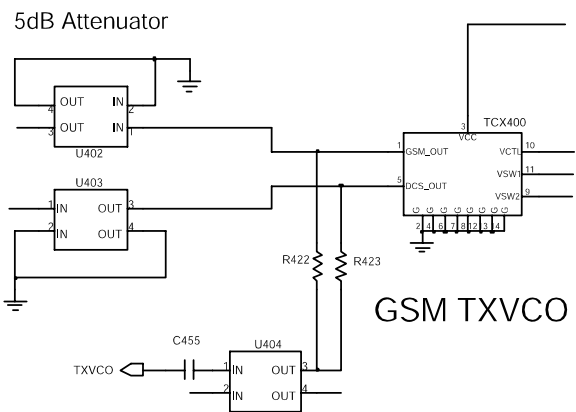 5dB Attenuator
TCX400
3
VCC
OUT IN
4 2
OUT IN
3 1
U402
1 GSM_OUT VCTL 10
VSW1 11
5 DCS_OUT
VSW2 9
G G G G G G G G
2 4 6 7 8 12 13 14
U403
1 IN OUT 3
2 IN OUT 4
R422 R423
GSM TXVCO
C455
U404
TXVCO
1 IN OUT 3
2 IN OUT 4